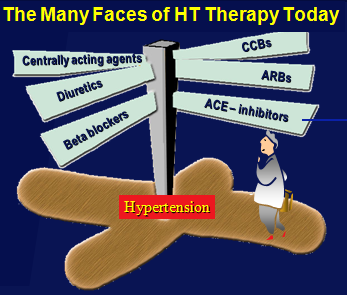 The Many Faces of HT Therapy Today
Centrally acting agents
Diuretics
Beta blockers
CCBs
ARBs
ACE – inhibitors
Hypertension